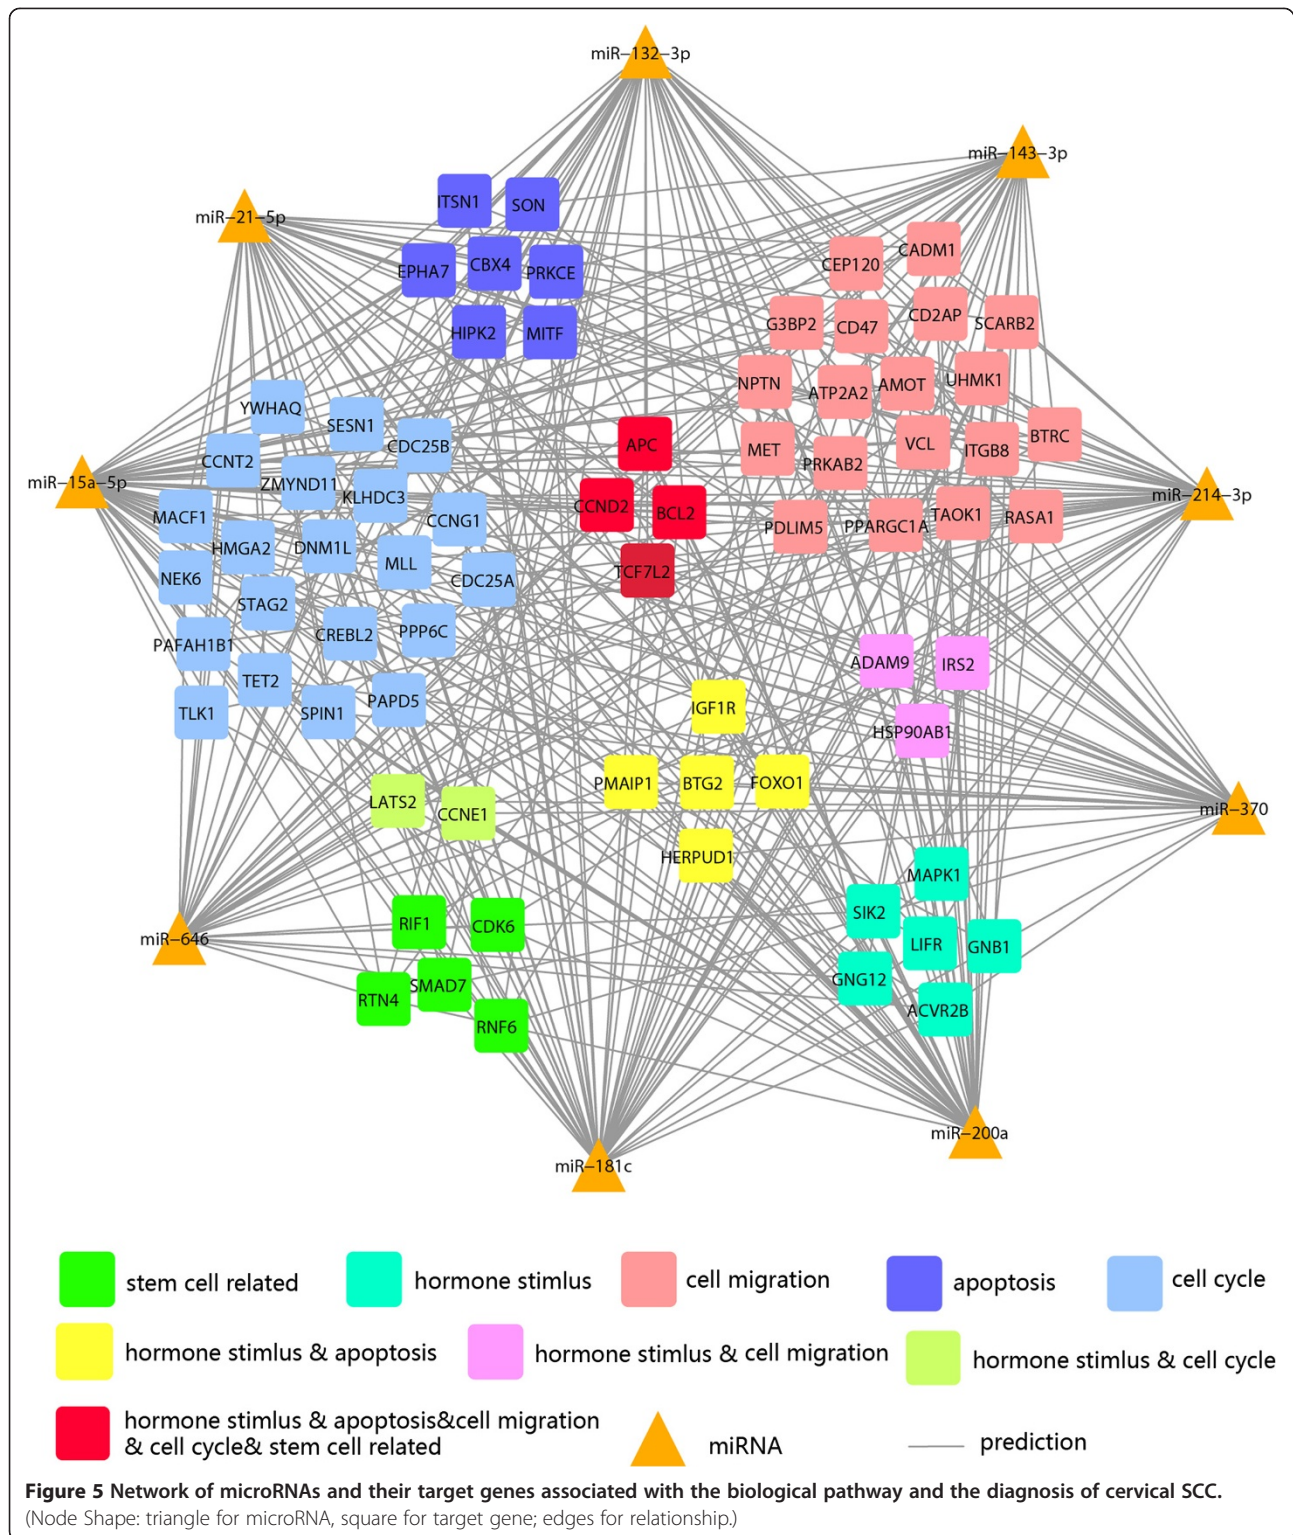 miR–132–3p
miR–143–3p
miR–21–5p
ITSN1
SON
EPHA7
CBX4
PRKCE
HIPK2
MITF
CEP120
CADM1
G3BP2
CD47
CD2AP
SCARB2
NPTN
ATP2A2
AMOT
UHMK1
MET
PRKAB2
VCL
ITGB8
BTRC
PDLIM5
PPARGC1A
TAOK1
RASA1
YWHAQ
SESN1
CDC25B
CCNT2
ZMYND11
KLHDC3
CCNG1
MACF1
HMGA2
DNM1L
MLL
CDC25A
NEK6
STAG2
CREBL2
PPP6C
PAFAH1B1
TET2
PAPD5
TLK1
SPIN1
APC
CCND2
BCL2
TCF7L2
miR–15a–5p
miR–214–3p
ADAM9
IRS2
HSP90AB1
IGF1R
PMAIP1
BTG2
FOXO1
HERPUD1
LATS2
CCNE1
miR–370
MAPK1
SIK2
LIFR
GNB1
GNG12
ACVR2B
RIF1
CDK6
SMAD7
RTN4
RNF6
miR–646
miR–200a
miR–181c
stem cell related
hormone stimlus
cell migration
apoptosis
cell cycle
hormone stimlus & apoptosis
hormone stimlus & cell migration
hormone stimlus & cell cycle
hormone stimlus & apoptosis&cell migration
& cell cycle& stem cell related
miRNA
prediction
Figure 5 Network of microRNAs and their target genes associated with the biological pathway and the diagnosis of cervical SCC.
(Node Shape: triangle for microRNA, square for target gene; edges for relationship.)